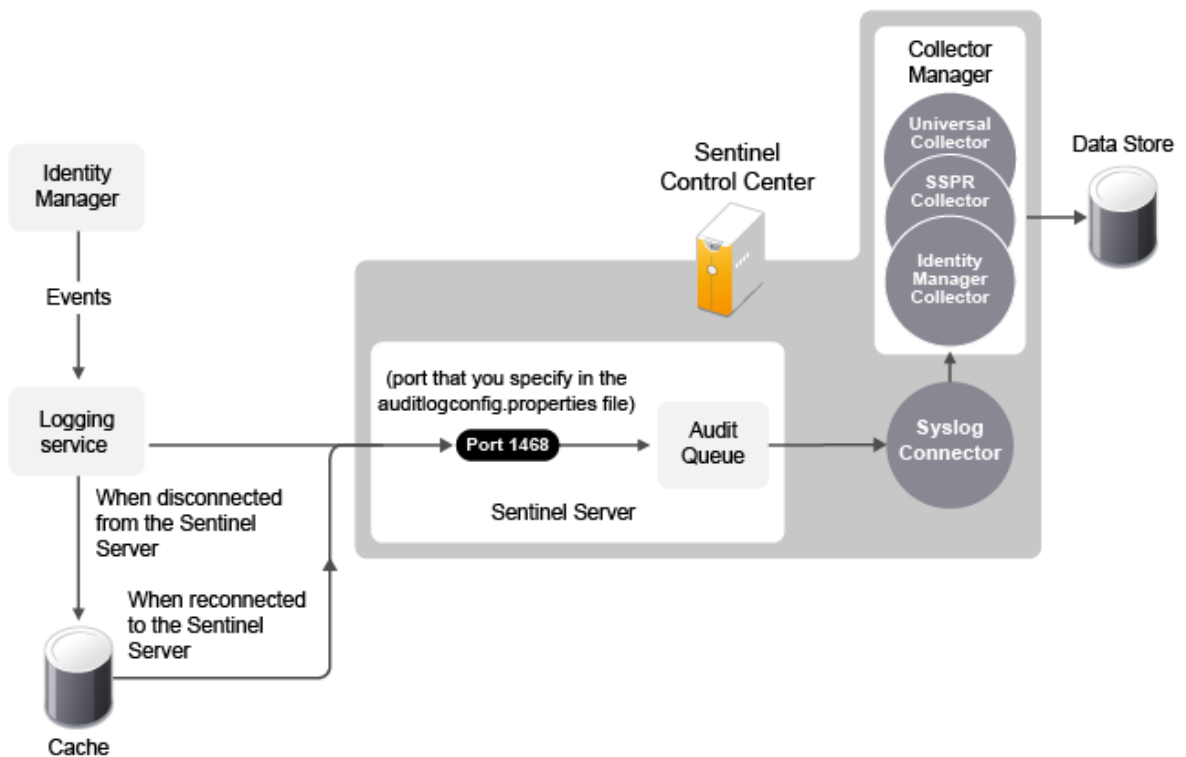 Collector
Manager
Universal
Collector
SSPR
Collector
Identity
Manager
Collector
Data Store
Sentinel
Control Center
Identity
Manager
Events
Logging
service
(port that you specify in the
auditlogconfig.properties file)
Port 1468
Audit
Queue
Syslog
Connector
Sentinel Server
When disconnected
from the Sentinel
Server
When reconnected
to the Sentinel
Server
Cache